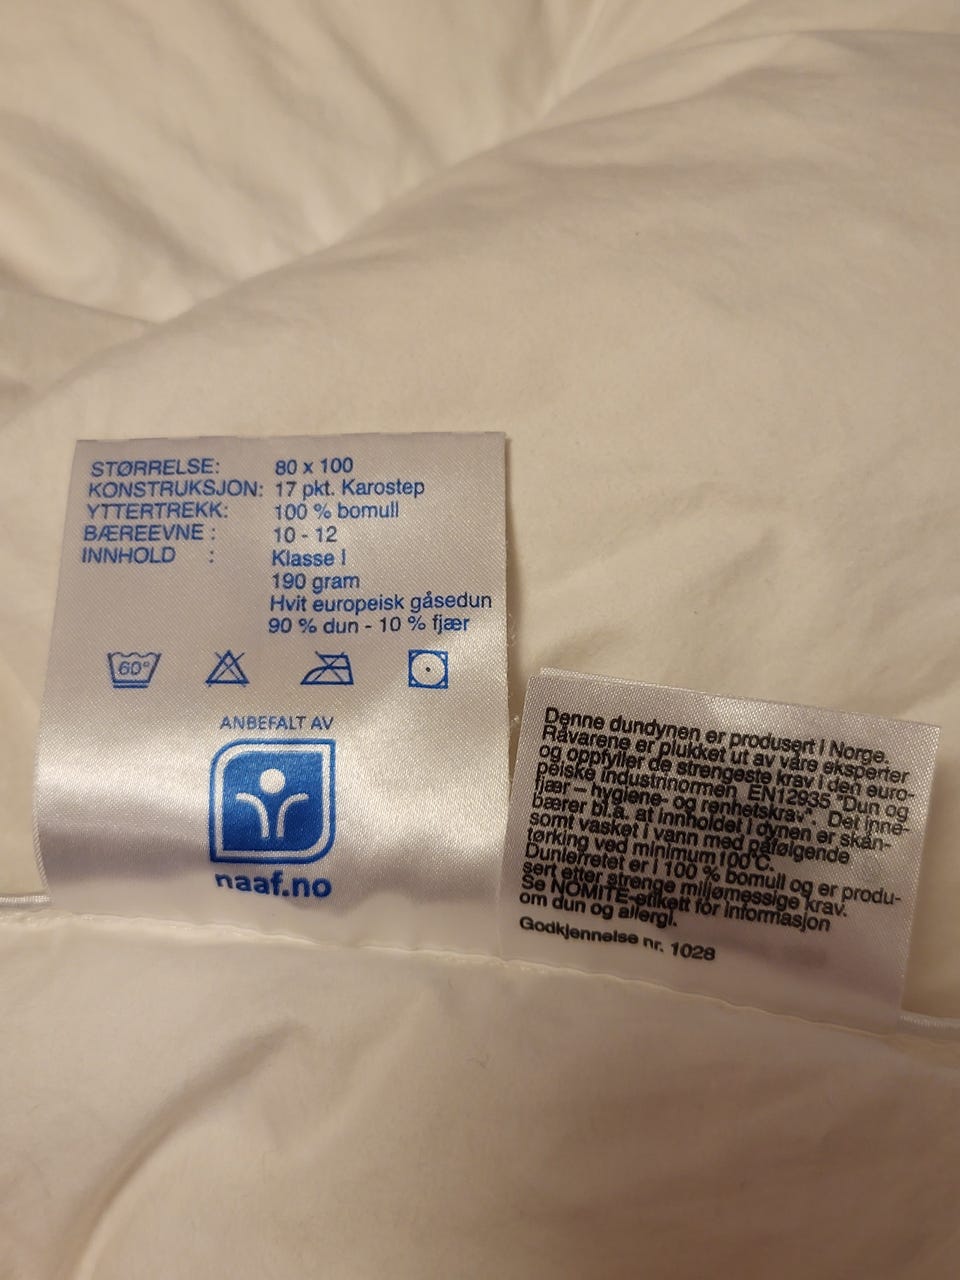 STØRRELSE: 80 x 100
KONSTRUKSJON: 17 pkt. Karostep
YTTERTREKK: 100 % bomull
BÆREEVNE : 10 - 12
INNHOLD : Klasse I
190 gram
Hvit europeisk gåsedun
90 % dun - 10 % fjær
60°
ANBEFALT AV
naaf.no
Denne dundynen er produsert i Norge.
Råvarene er plukket ut av våre eksperter
og oppfyller de strengeste krav i den euro-
peiske industrinormen, EN12935 "Dun og
fjær – hygiene- og renhetskrav". Det inne-
bærer bl.a. at innholdet i dynen er skån-
somt vasket i vann med påfølgende
tørking ved minimum 100°C.
Dunlerretet er i 100 % bomull og er produ-
sert etter strenge miljømessige krav.
Se NOMITE-etikett for informasjon
om dun og allergi.
Godkjennelse nr. 1028